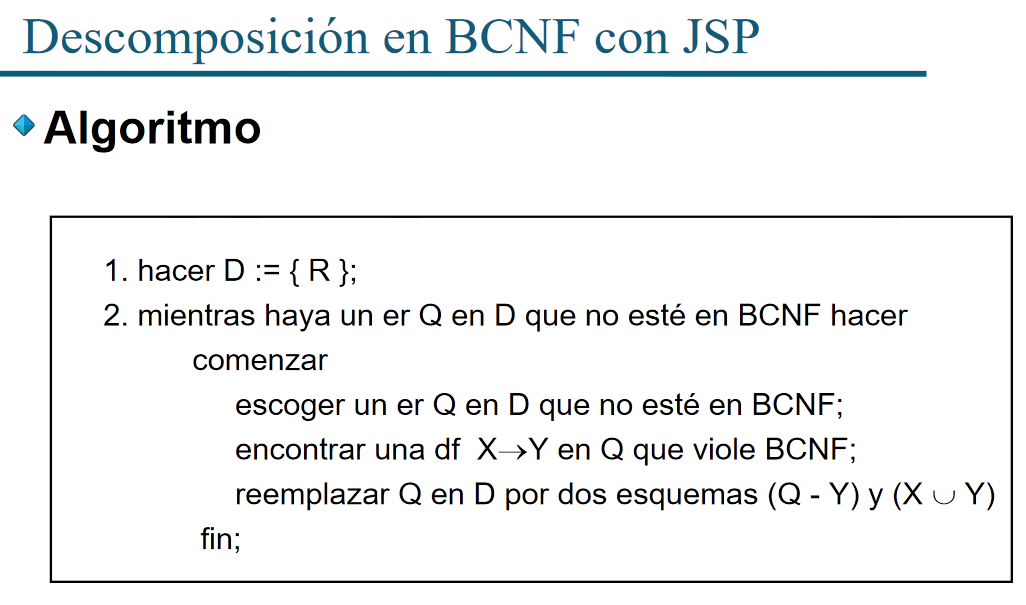 Descomposición en BCNF con JSP
Algoritmo
1. hacer D := { R };
2. mientras haya un er Q en D que no esté en BCNF hacer
comenzar
escoger un er Q en D que no esté en BCNF;
encontrar una df X→Y en Q que viole BCNF;
reemplazar Q en D por dos esquemas (Q - Y) y (X ∪ Y)
fin;